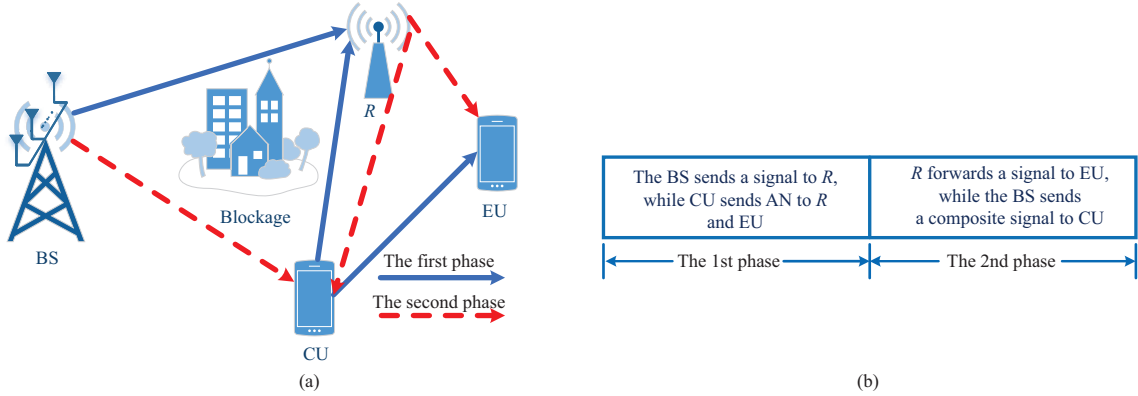 R
Blockage
EU
BS
The first phase
The second phase
CU
(a)
The BS sends a signal to R,
while CU sends AN to R
and EU
R forwards a signal to EU,
while the BS sends
a composite signal to CU
The 1st phase
The 2nd phase
(b)